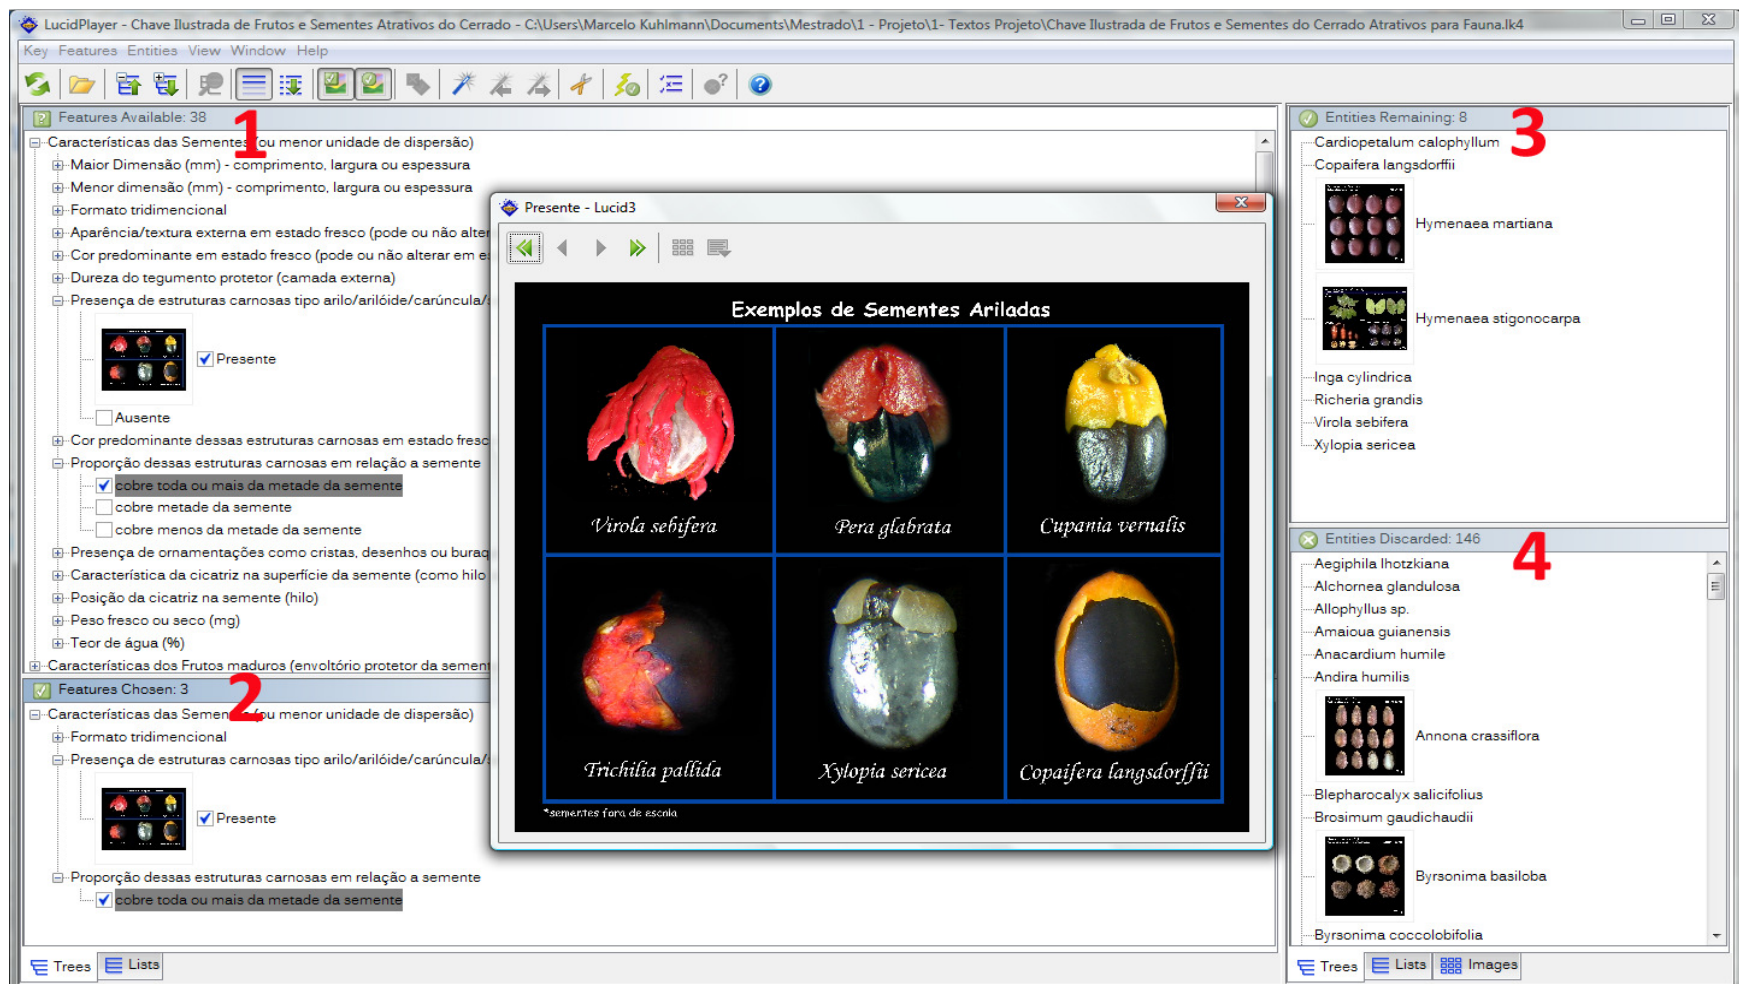 LucidPlayer - Chave Ilustrada de Frutos e Sementes Atrativos do Cerrado - C:\Users\Marcelo Kuhlmann\Documents\Mestrado\1 - Projeto\1- Textos Projeto\Chave Ilustrada de Frutos e Sementes do Cerrado Atrativos para Fauna.lk4
Key Features Entities View Window Help
Features Available: 38
1
Características das Sementes (ou menor unidade de dispersão)
Maior Dimensão (mm) - comprimento, largura ou espessura
Menor dimensão (mm) - comprimento, largura ou espessura
Formato tridimencional
Aparência/textura externa em estado fresco (pode ou não alter
Cor predominante em estado fresco (pode ou não alterar em e
Dureza do tegumento protetor (camada externa)
Presença de estruturas carnosas tipo arilo/arilóide/carúncula/
Presente
Ausente
Cor predominante dessas estruturas carnosas em estado fresc
Proporção dessas estruturas carnosas em relação a semente
cobre toda ou mais da metade da semente
cobre metade da semente
cobre menos da metade da semente
Presença de ornamentações como cristas, desenhos ou buraq
Característica da cicatriz na superfície da semente (como hilo
Posição da cicatriz na semente (hilo)
Peso fresco ou seco (mg)
Teor de água (%)
Características dos Frutos maduros (envoltório protetor da sement
Features Chosen: 3
2
Características das Sementes (ou menor unidade de dispersão)
Formato tridimencional
Presença de estruturas carnosas tipo arilo/arilóide/carúncula/
Presente
Proporção dessas estruturas carnosas em relação a semente
cobre toda ou mais da metade da semente
Trees Lists
Presente - Lucid3
Exemplos de Sementes Ariladas
Virola sebifera
Pera glabrata
Cupania vernalis
Trichilia pallida
Xylopia sericea
Copaifera langsdorffii
*sementes fora de escala
Entities Remaining: 8
3
Cardiopetalum calophyllum
Copaifera langsdorffii
Hymenaea martiana
Hymenaea stigonocarpa
Inga cylindrica
Richeria grandis
Virola sebifera
Xylopia sericea
Entities Discarded: 146
4
Aegiphila lhotzkiana
Alchornea glandulosa
Allophyllus sp.
Amaioua guianensis
Anacardium humile
Andira humilis
Annona crassiflora
Blepharocalyx salicifolius
Brosimum gaudichaudii
Byrsonima basiloba
Byrsonima coccolobifolia
Trees Lists Images